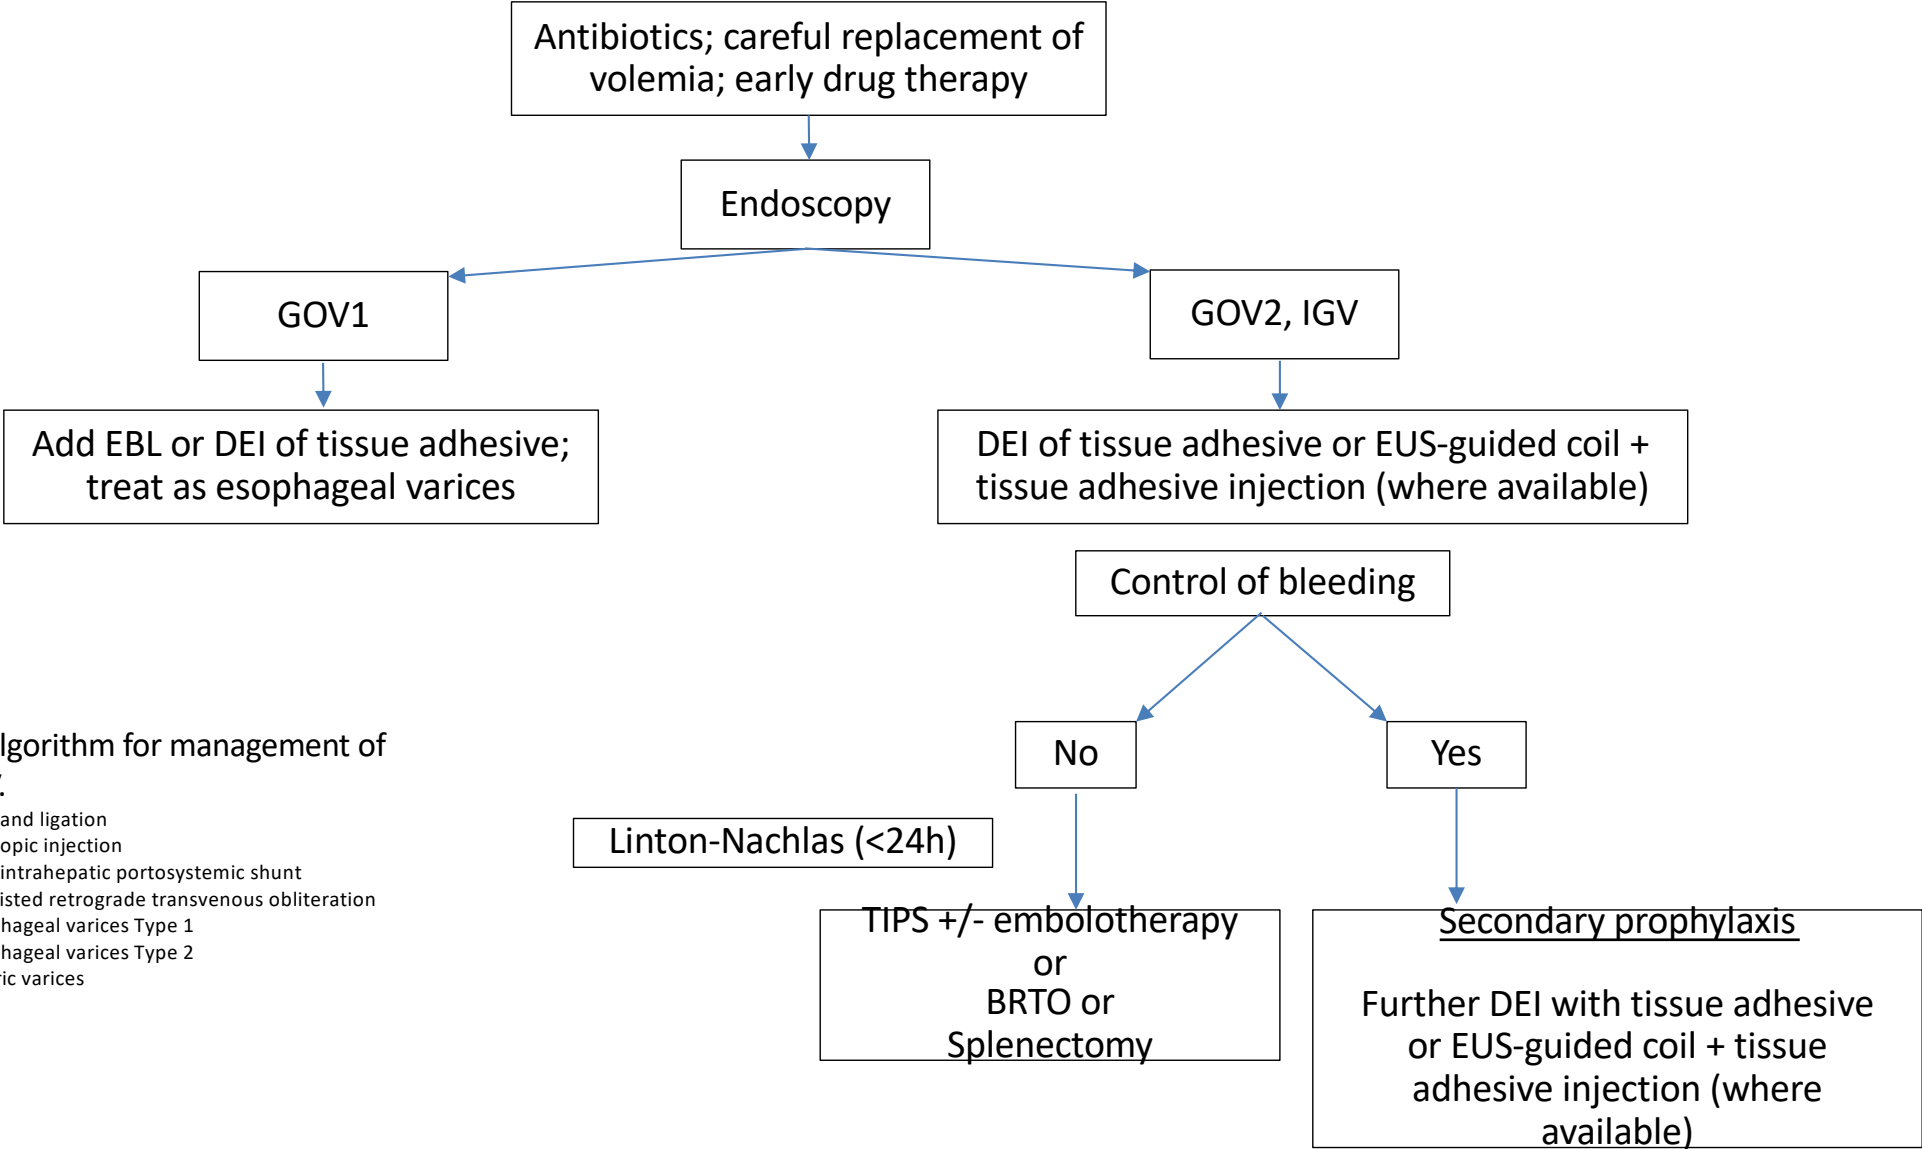 Antibiotics; careful replacement of
volemia; early drug therapy
Endoscopy
GOV1
GOV2, IGV
Add EBL or DEI of tissue adhesive;
treat as esophageal varices
DEI of tissue adhesive or EUS-guided coil +
tissue adhesive injection (where available)
Control of bleeding
No
Yes
Linton-Nachlas (<24h)
TIPS +/- embolotherapy
or
BRTO or
Splenectomy
Secondary prophylaxis
Further DEI with tissue adhesive
or EUS-guided coil + tissue
adhesive injection (where
available)
lgorithm for management of
and ligation
opic injection
intrahepatic portosystemic shunt
isted retrograde transvenous obliteration
hageal varices Type 1
hageal varices Type 2
ric varices